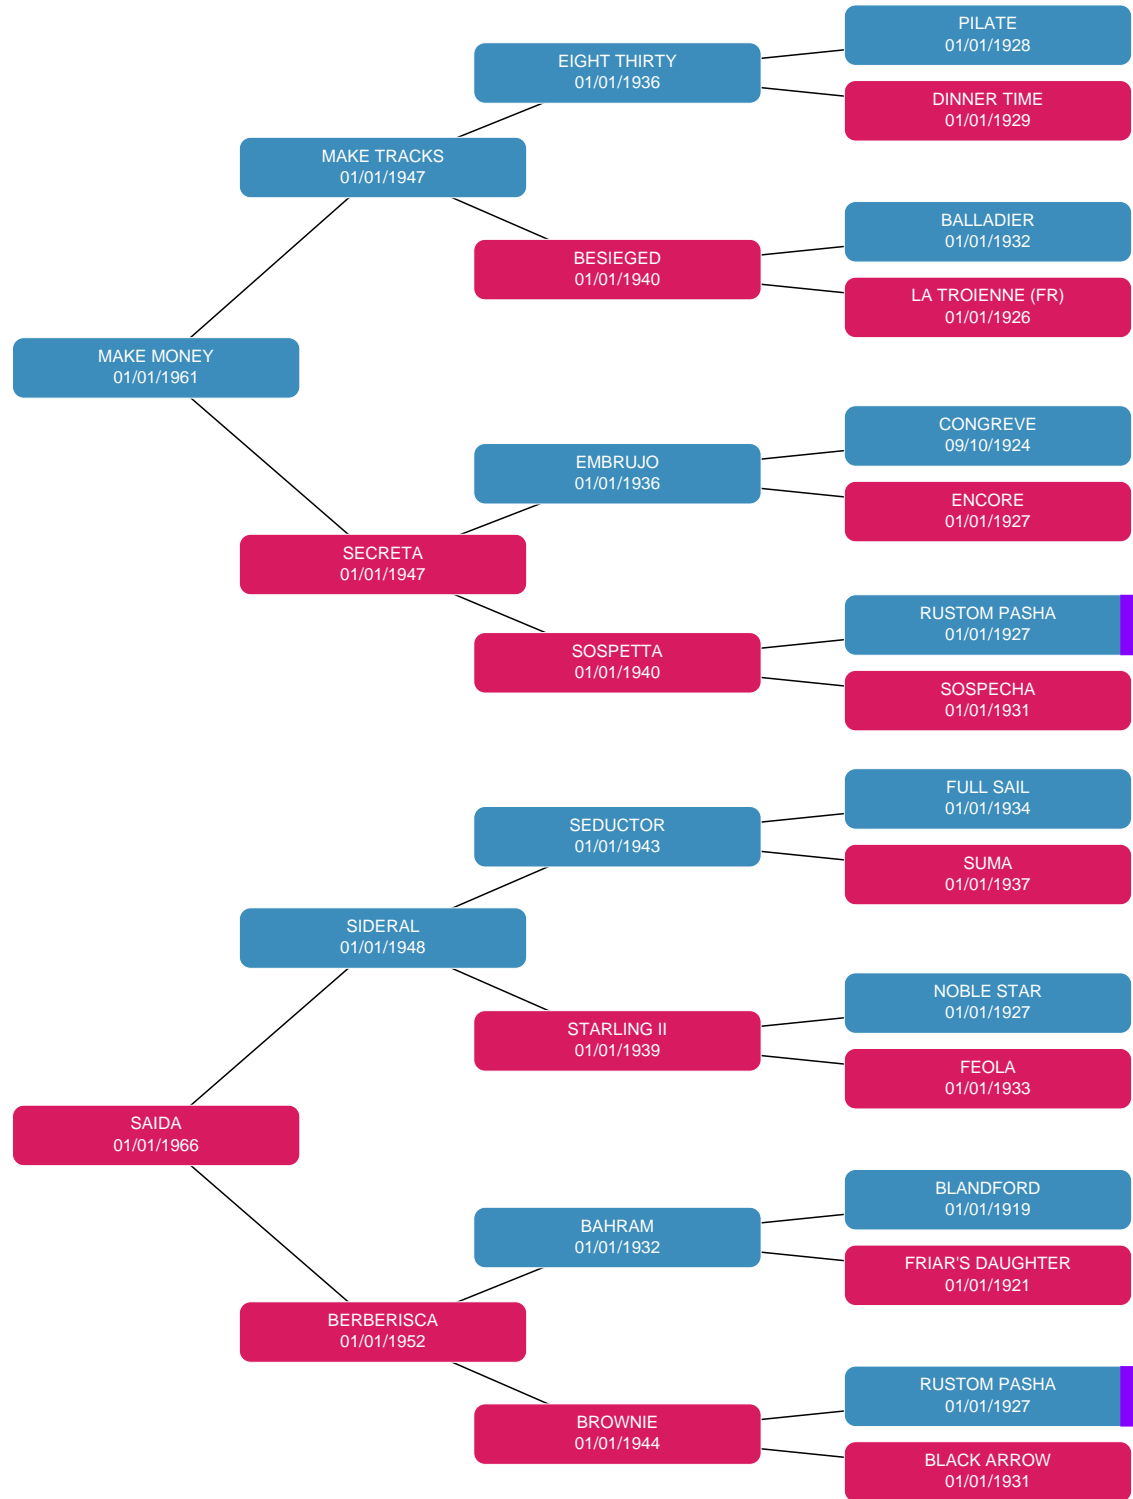 PILATE
01/01/1928
EIGHT THIRTY
01/01/1936
DINNER TIME
01/01/1929
MAKE TRACKS
01/01/1947
BALLADIER
01/01/1932
BESIEGED
01/01/1940
LA TROIENNE (FR)
01/01/1926
MAKE MONEY
01/01/1961
CONGREVE
09/10/1924
EMBRUJO
01/01/1936
ENCORE
01/01/1927
SECRETA
01/01/1947
RUSTOM PASHA
01/01/1927
SOSPETTA
01/01/1940
SOSPECHA
01/01/1931
FULL SAIL
01/01/1934
SEDUCTOR
01/01/1943
SUMA
01/01/1937
SIDERAL
01/01/1948
NOBLE STAR
01/01/1927
STARLING II
01/01/1939
FEOLA
01/01/1933
SAIDA
01/01/1966
BLANDFORD
01/01/1919
BAHRAM
01/01/1932
FRIAR'S DAUGHTER
01/01/1921
BERBERISCA
01/01/1952
RUSTOM PASHA
01/01/1927
BROWNIE
01/01/1944
BLACK ARROW
01/01/1931